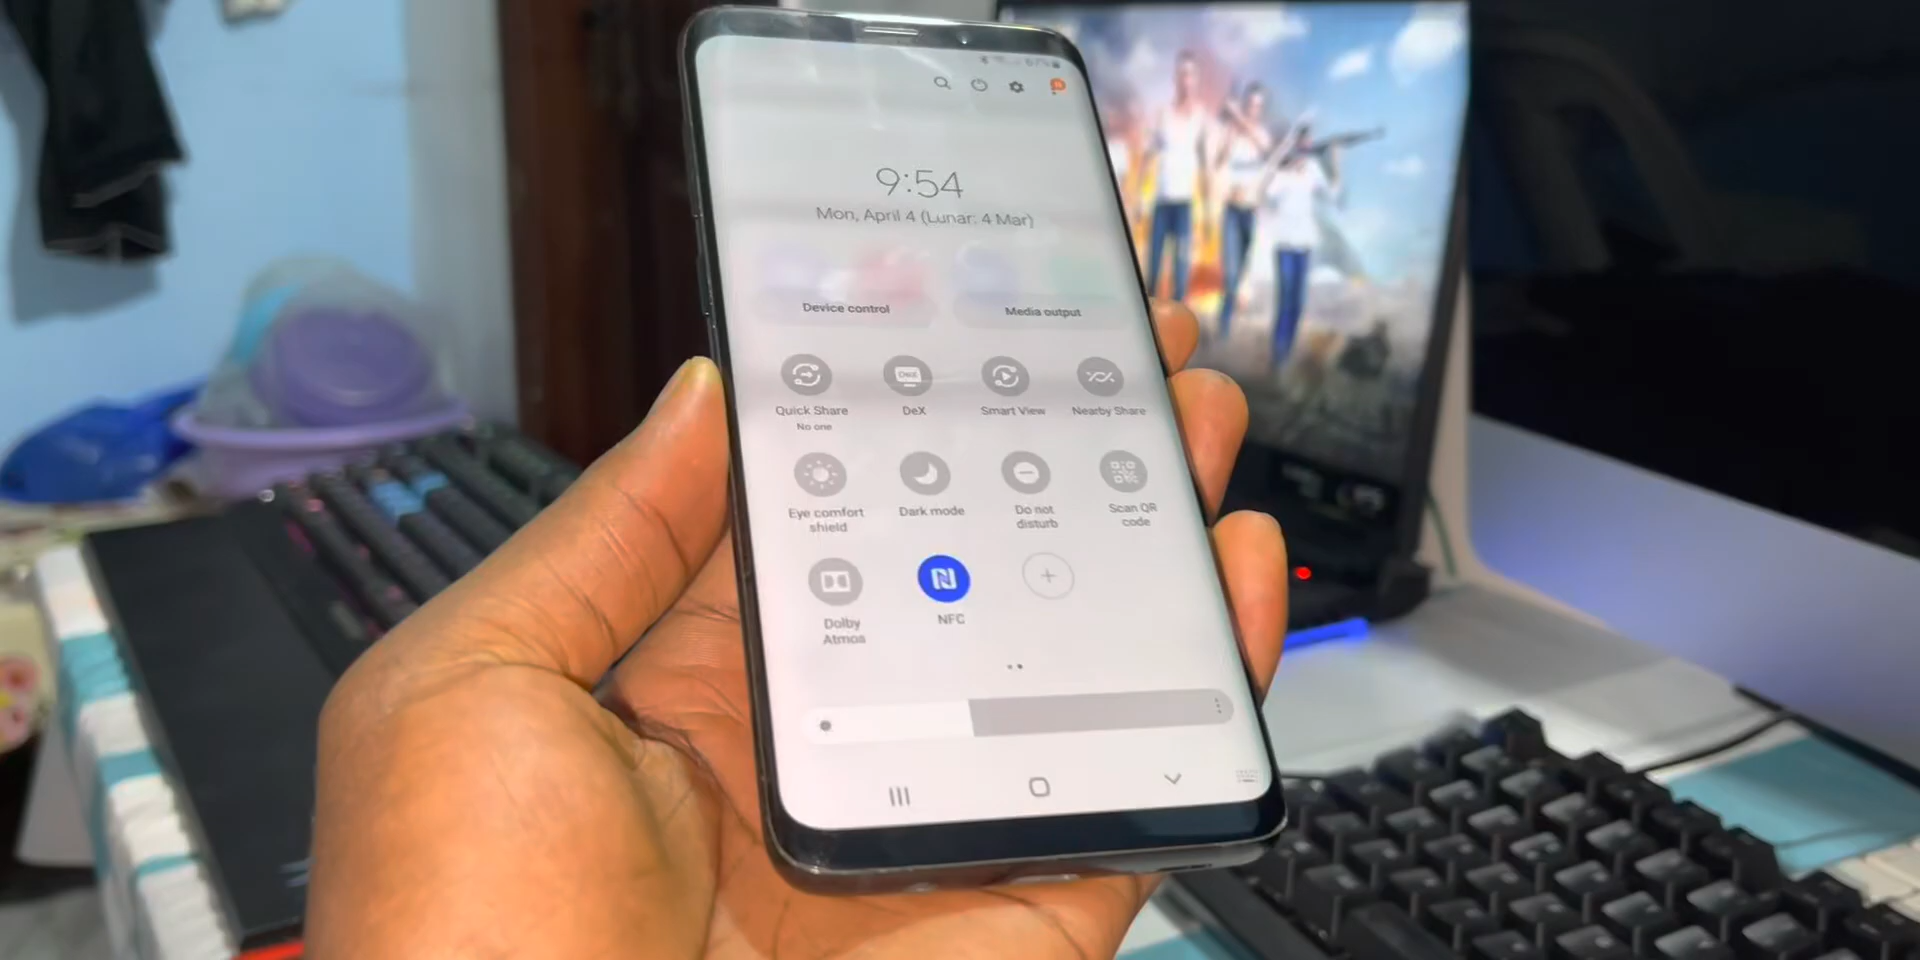 9:54
Mon, April 4 (Lunar: 4 Mar)
Device control
Media output
DeX
Quick Share
No one
DeX
Smart View
Nearby Share
Eye comfort
shield
Dark mode
Do not
disturb
Scan QR
code
Dolby
Atmos
NFC